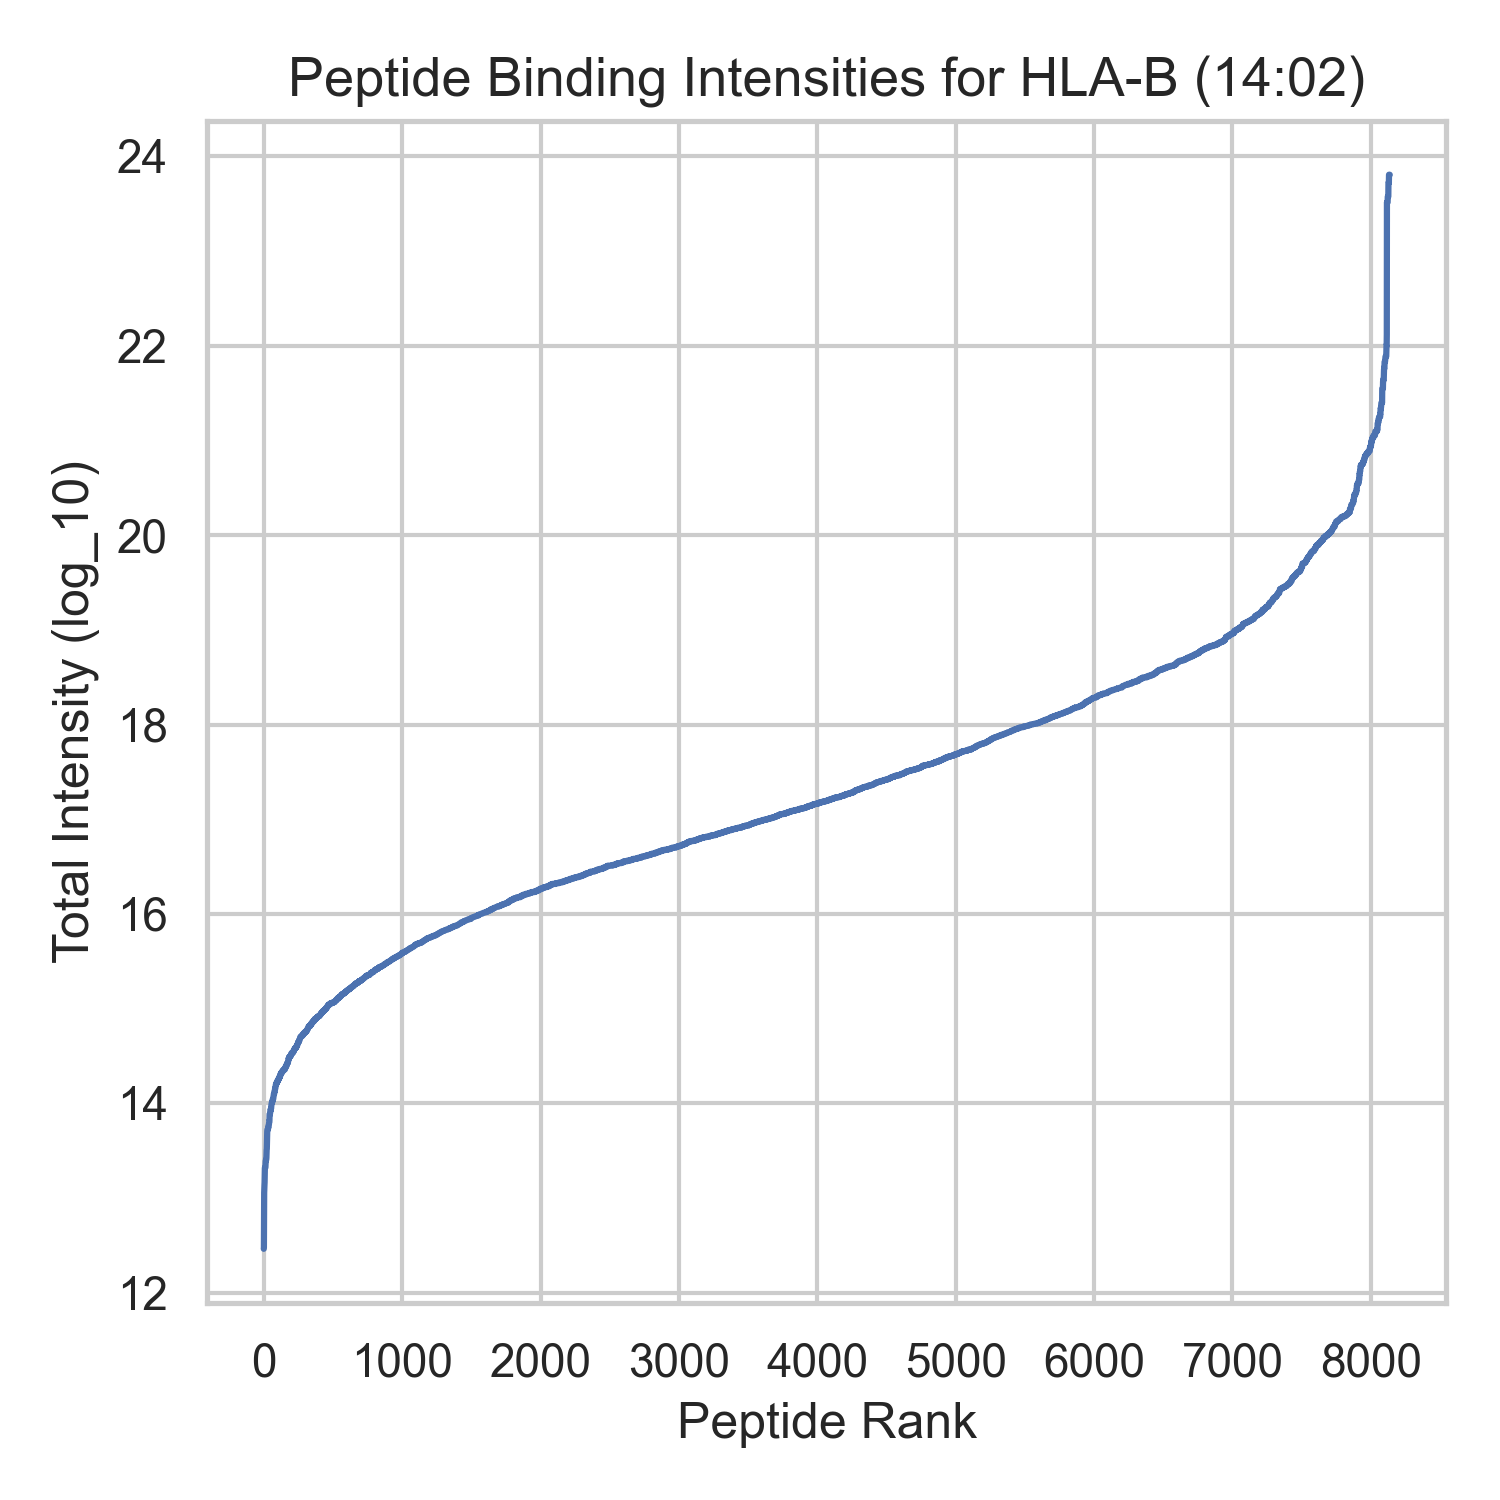 Peptide Binding Intensities for HLA-B (14:02)
24
22
20
18
16
14
12
Total Intensity (log_10)
0 1000 2000 3000 4000 5000 6000 7000 8000
Peptide Rank